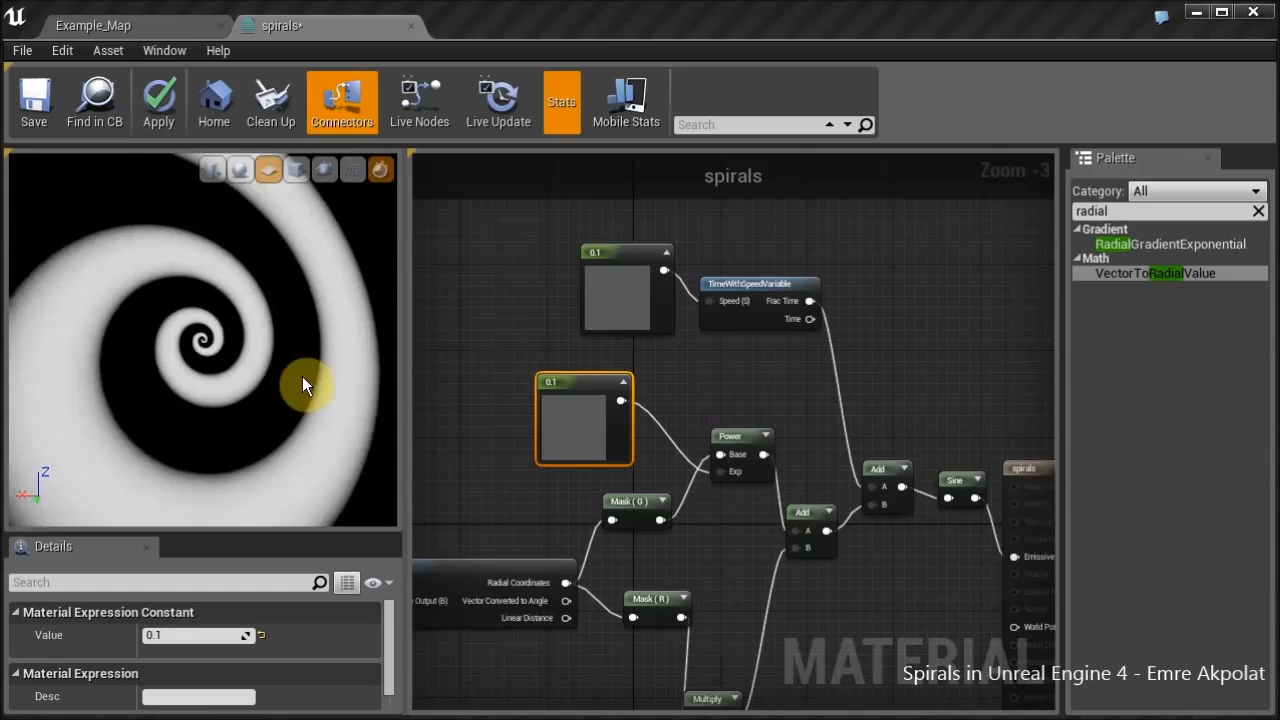 Example_Map
spirals*
File Edit Asset Window Help
Save Find in CB Apply Home Clean Up Connectors Live Nodes Live Update Stats Mobile Stats Search
spirals
Zoom -3
Palette
Category: All
radial
Gradient
RadialGradientExponential
Math
VectorToRadialValue
0.1
TimeWithSpeedVariable
Speed (S) Frac Time
Time
0.1
Power
Base
Exp
Mask ( G )
Add
A
B
Add
A
B
Sine
spirals
Emissive
World Pos
Radial Coordinates
Output (B) Vector Converted to Angle
Linear Distance
Mask ( R )
Multiply
MATERIAL
X Z
Details
Search
Material Expression Constant
Value 0.1
Material Expression
Desc
Spirals in Unreal Engine 4 - Emre Akpolat